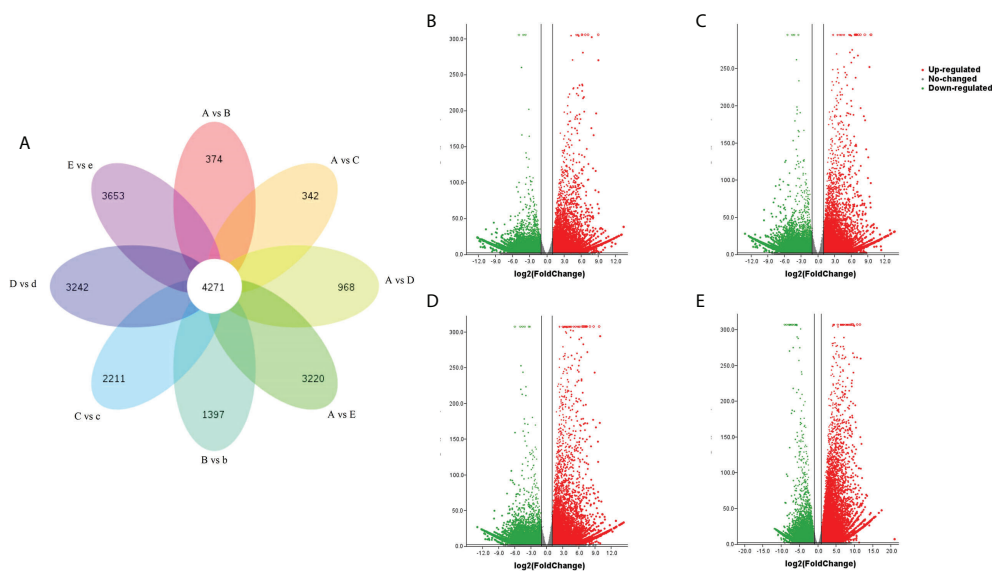 A
A vs B
374
E vs e
A vs C
3653
342
D vs d
3242
4271
968
A vs D
2211
3220
C vs c
1397
A vs E
B vs b
B
300.0
250.0
200.0
150.0
100.0
50.0
0.0
-12.0 -9.0 -6.0 -3.0 0.0 3.0 6.0 9.0 12.0
log2(FoldChange)
C
300.0
250.0
200.0
150.0
100.0
50.0
0.0
-12.0 -9.0 -6.0 -3.0 0.0 3.0 6.0 9.0 12.0
log2(FoldChange)
Up-regulated
No-changed
Down-regulated
D
300.0
250.0
200.0
150.0
100.0
50.0
0.0
-12.0 -9.0 -6.0 -3.0 0.0 3.0 6.0 9.0 12.0
log2(FoldChange)
E
300.0
250.0
200.0
150.0
100.0
50.0
0.0
-20.0 -15.0 -10.0 -5.0 0.0 5.0 10.0 15.0 20.0
log2(FoldChange)